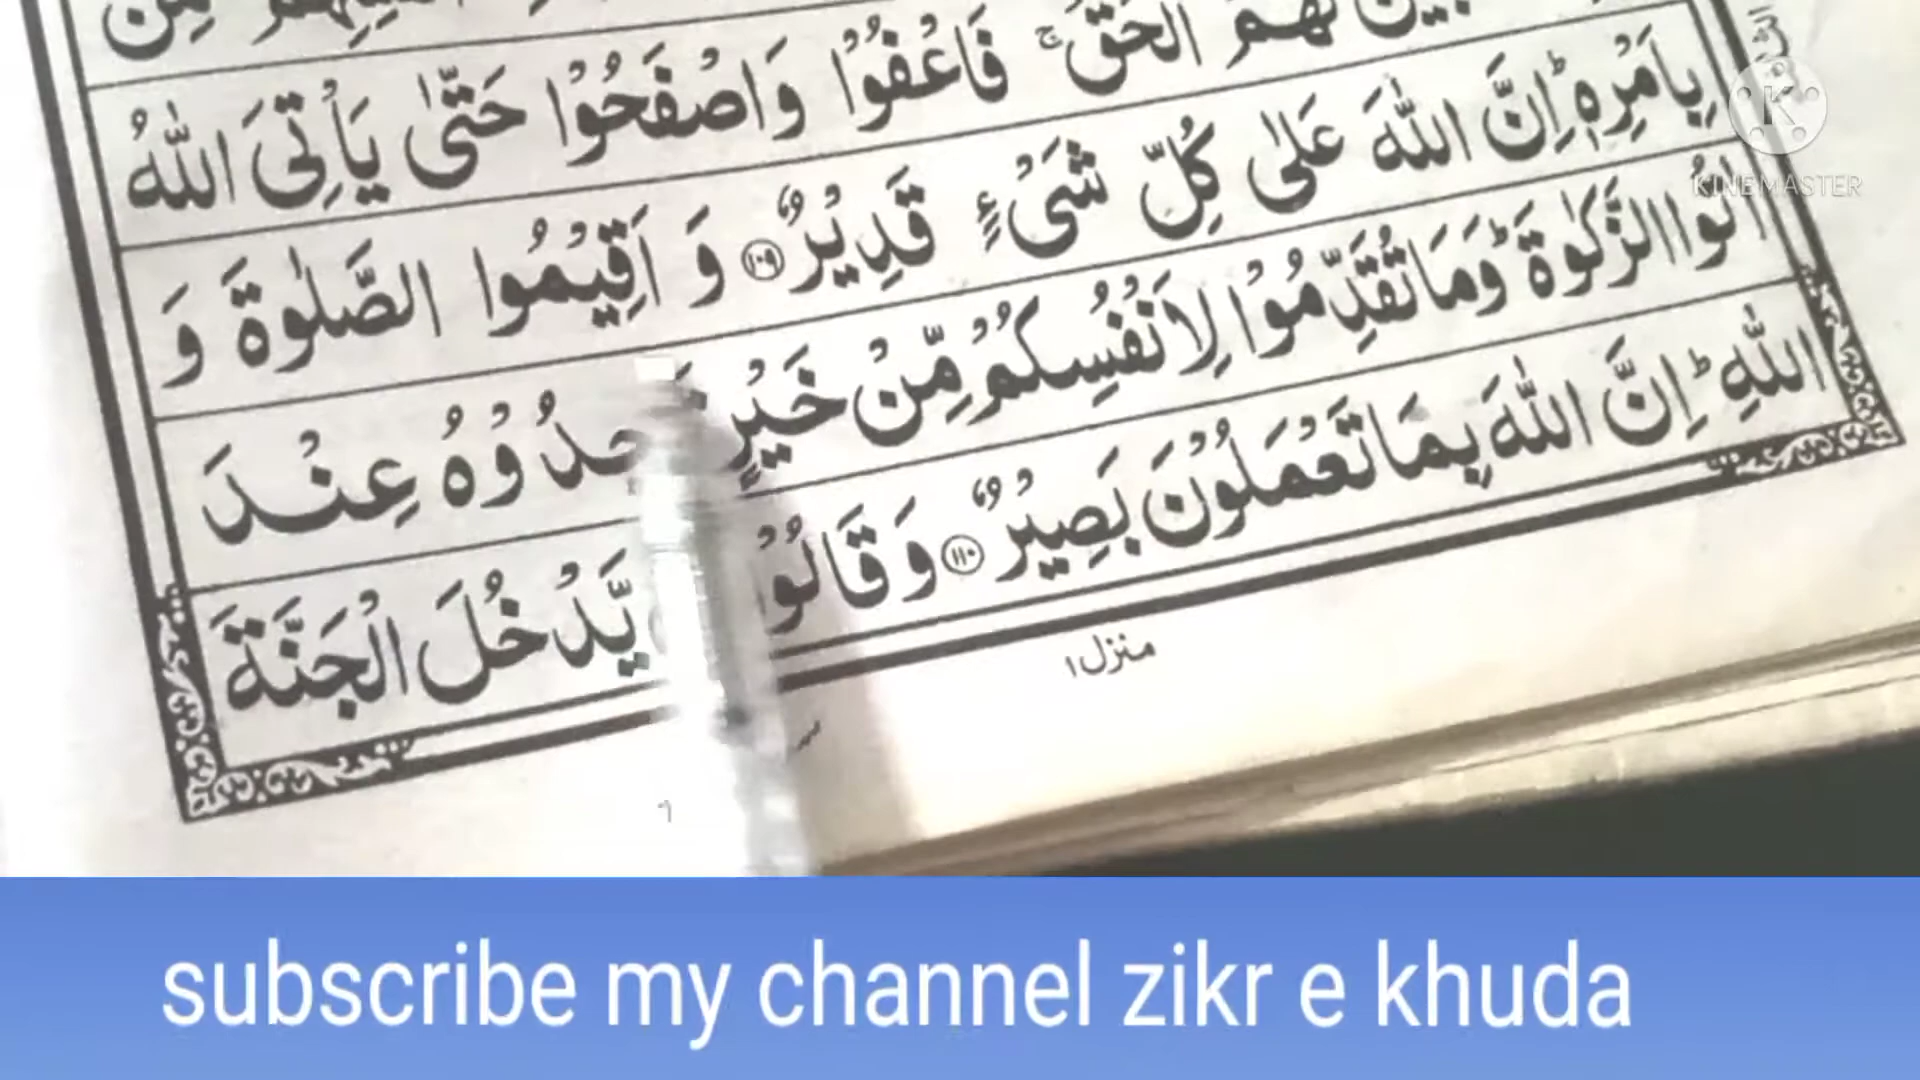 لَهُمُ الْحَقُّ ۚ فَاعْفُوْا وَاصْفَحُوْا حَتّٰى يَاْتِىَ اللّٰهُ
بِاَمْرِهٖ ؕ اِنَّ اللّٰهَ عَلٰى كُلِّ شَىْءٍ قَدِيْرٌ ۝۱۰۹ وَ اَقِيْمُوا الصَّلٰوةَ وَ
اٰتُوا الزَّكٰوةَ ؕ وَمَا تُقَدِّمُوْا لِاَنْفُسِكُمْ مِّنْ خَيْرٍ عِنْدَ
اللّٰهِ ؕ اِنَّ اللّٰهَ بِمَا تَعْمَلُوْنَ بَصِيْرٌ ۝۱۱۰ وَقَالُوْا يَّدْخُلَ الْجَنَّةَ
منزل ۱
KINEMASTER
subscribe my channel zikr e khuda